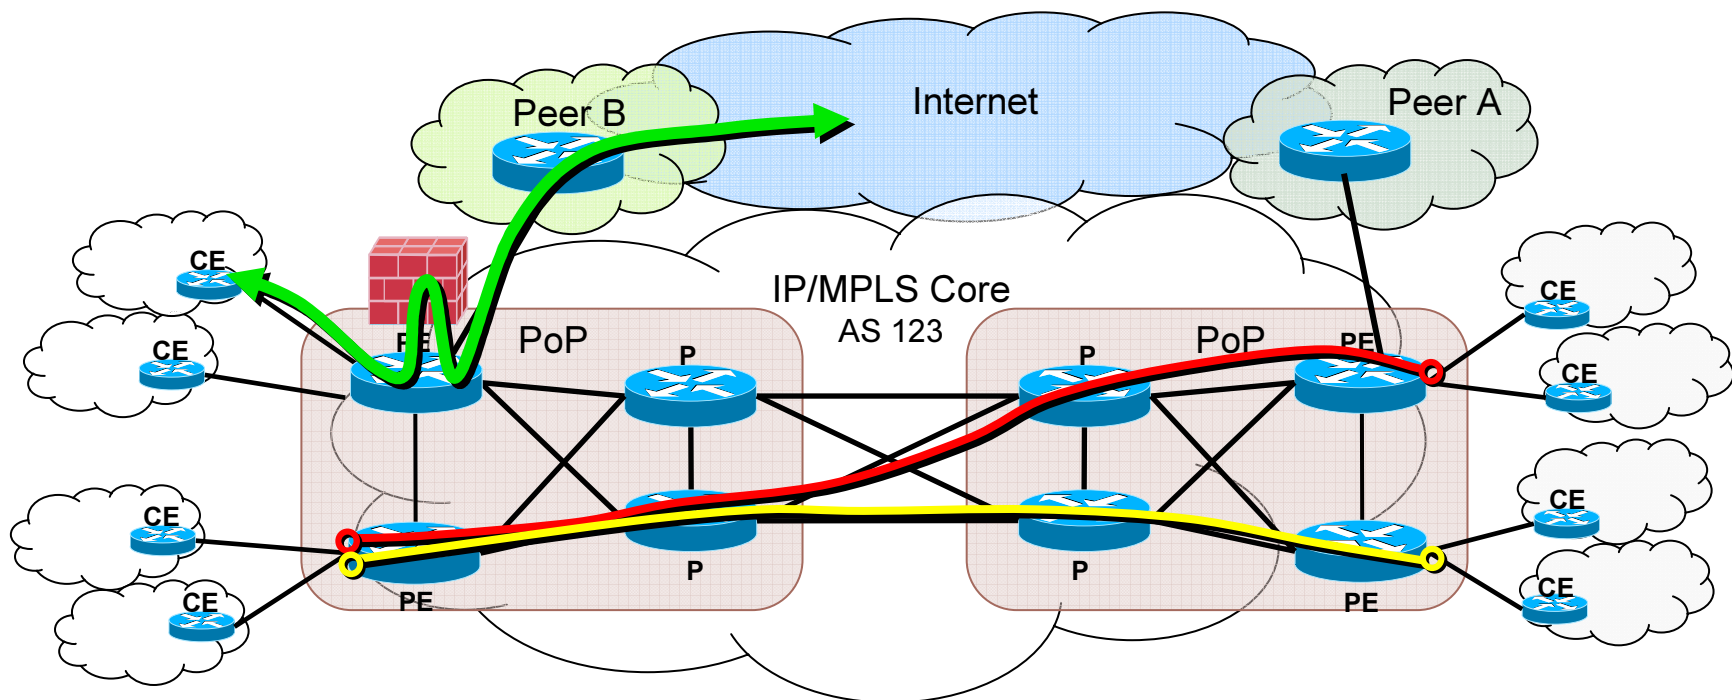 Internet
Peer B
Peer A
CE
IP/MPLS Core
AS 123
CE
PE
PoP
PoP
PE
CE
P
P
CE
CE
CE
CE
P
P
CE
CE
PE
PE